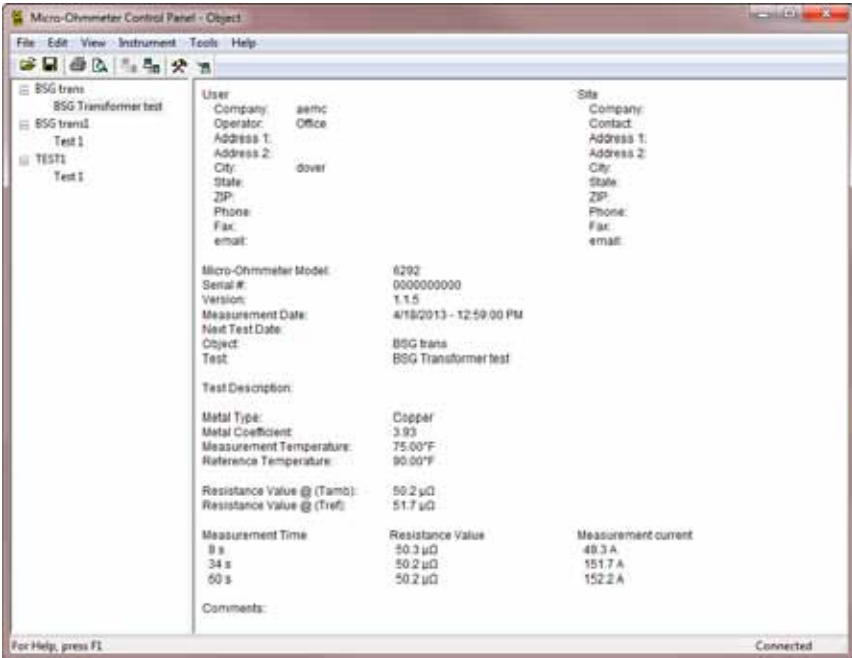 Micro-Ohmmeter Control Panel - Object
File Edit View Instrument Tools Help
BSG trans
BSG Transformer test
BSG trans1
Test 1
TEST1
Test 1
User Site
Company: aemc Company:
Operator: Office Contact:
Address 1: Address 1:
Address 2: Address 2:
City: dover City:
State: State:
ZIP: ZIP:
Phone: Phone:
Fax: Fax:
email: email:
Micro-Ohmmeter Model: 6292
Serial #: 0000000000
Version: 1.1.5
Measurement Date: 4/18/2013 - 12:59:00 PM
Next Test Date:
Object: BSG trans
Test: BSG Transformer test
Test Description:
Metal Type: Copper
Metal Coefficient: 3.93
Measurement Temperature: 75.00°F
Reference Temperature: 90.00°F
Resistance Value @ (Tamb): 50.2 µΩ
Resistance Value @ (Tref): 51.7 µΩ
Measurement Time Resistance Value Measurement current
8 s 50.3 µΩ 49.3 A
34 s 50.2 µΩ 151.7 A
60 s 50.2 µΩ 152.2 A
Comments:
For Help, press F1 Connected